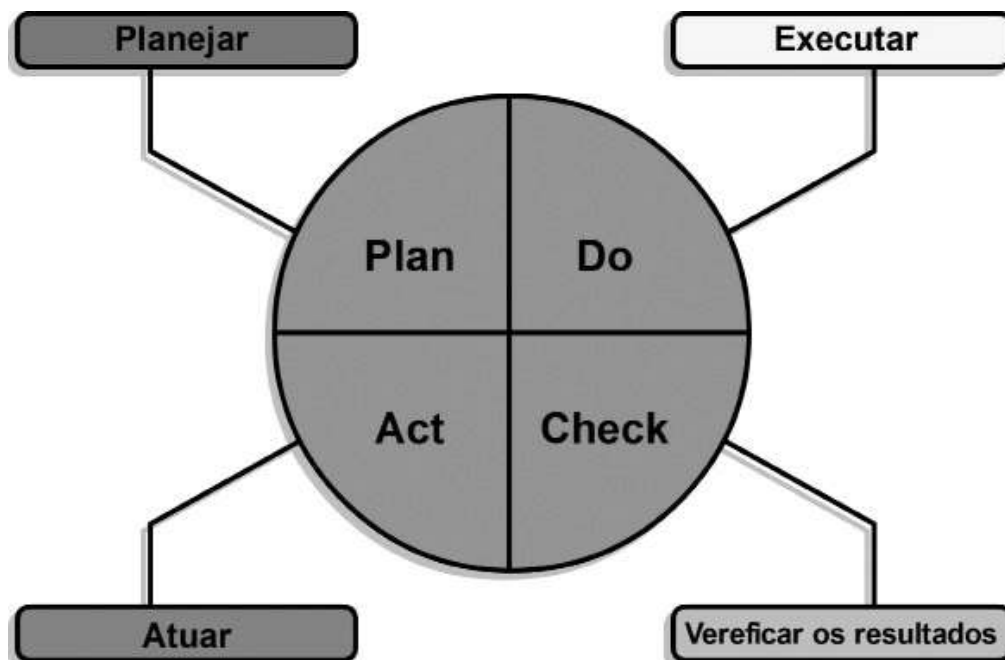 Planejar
Executar
Plan
Do
Act
Check
Atuar
Vereficar os resultados